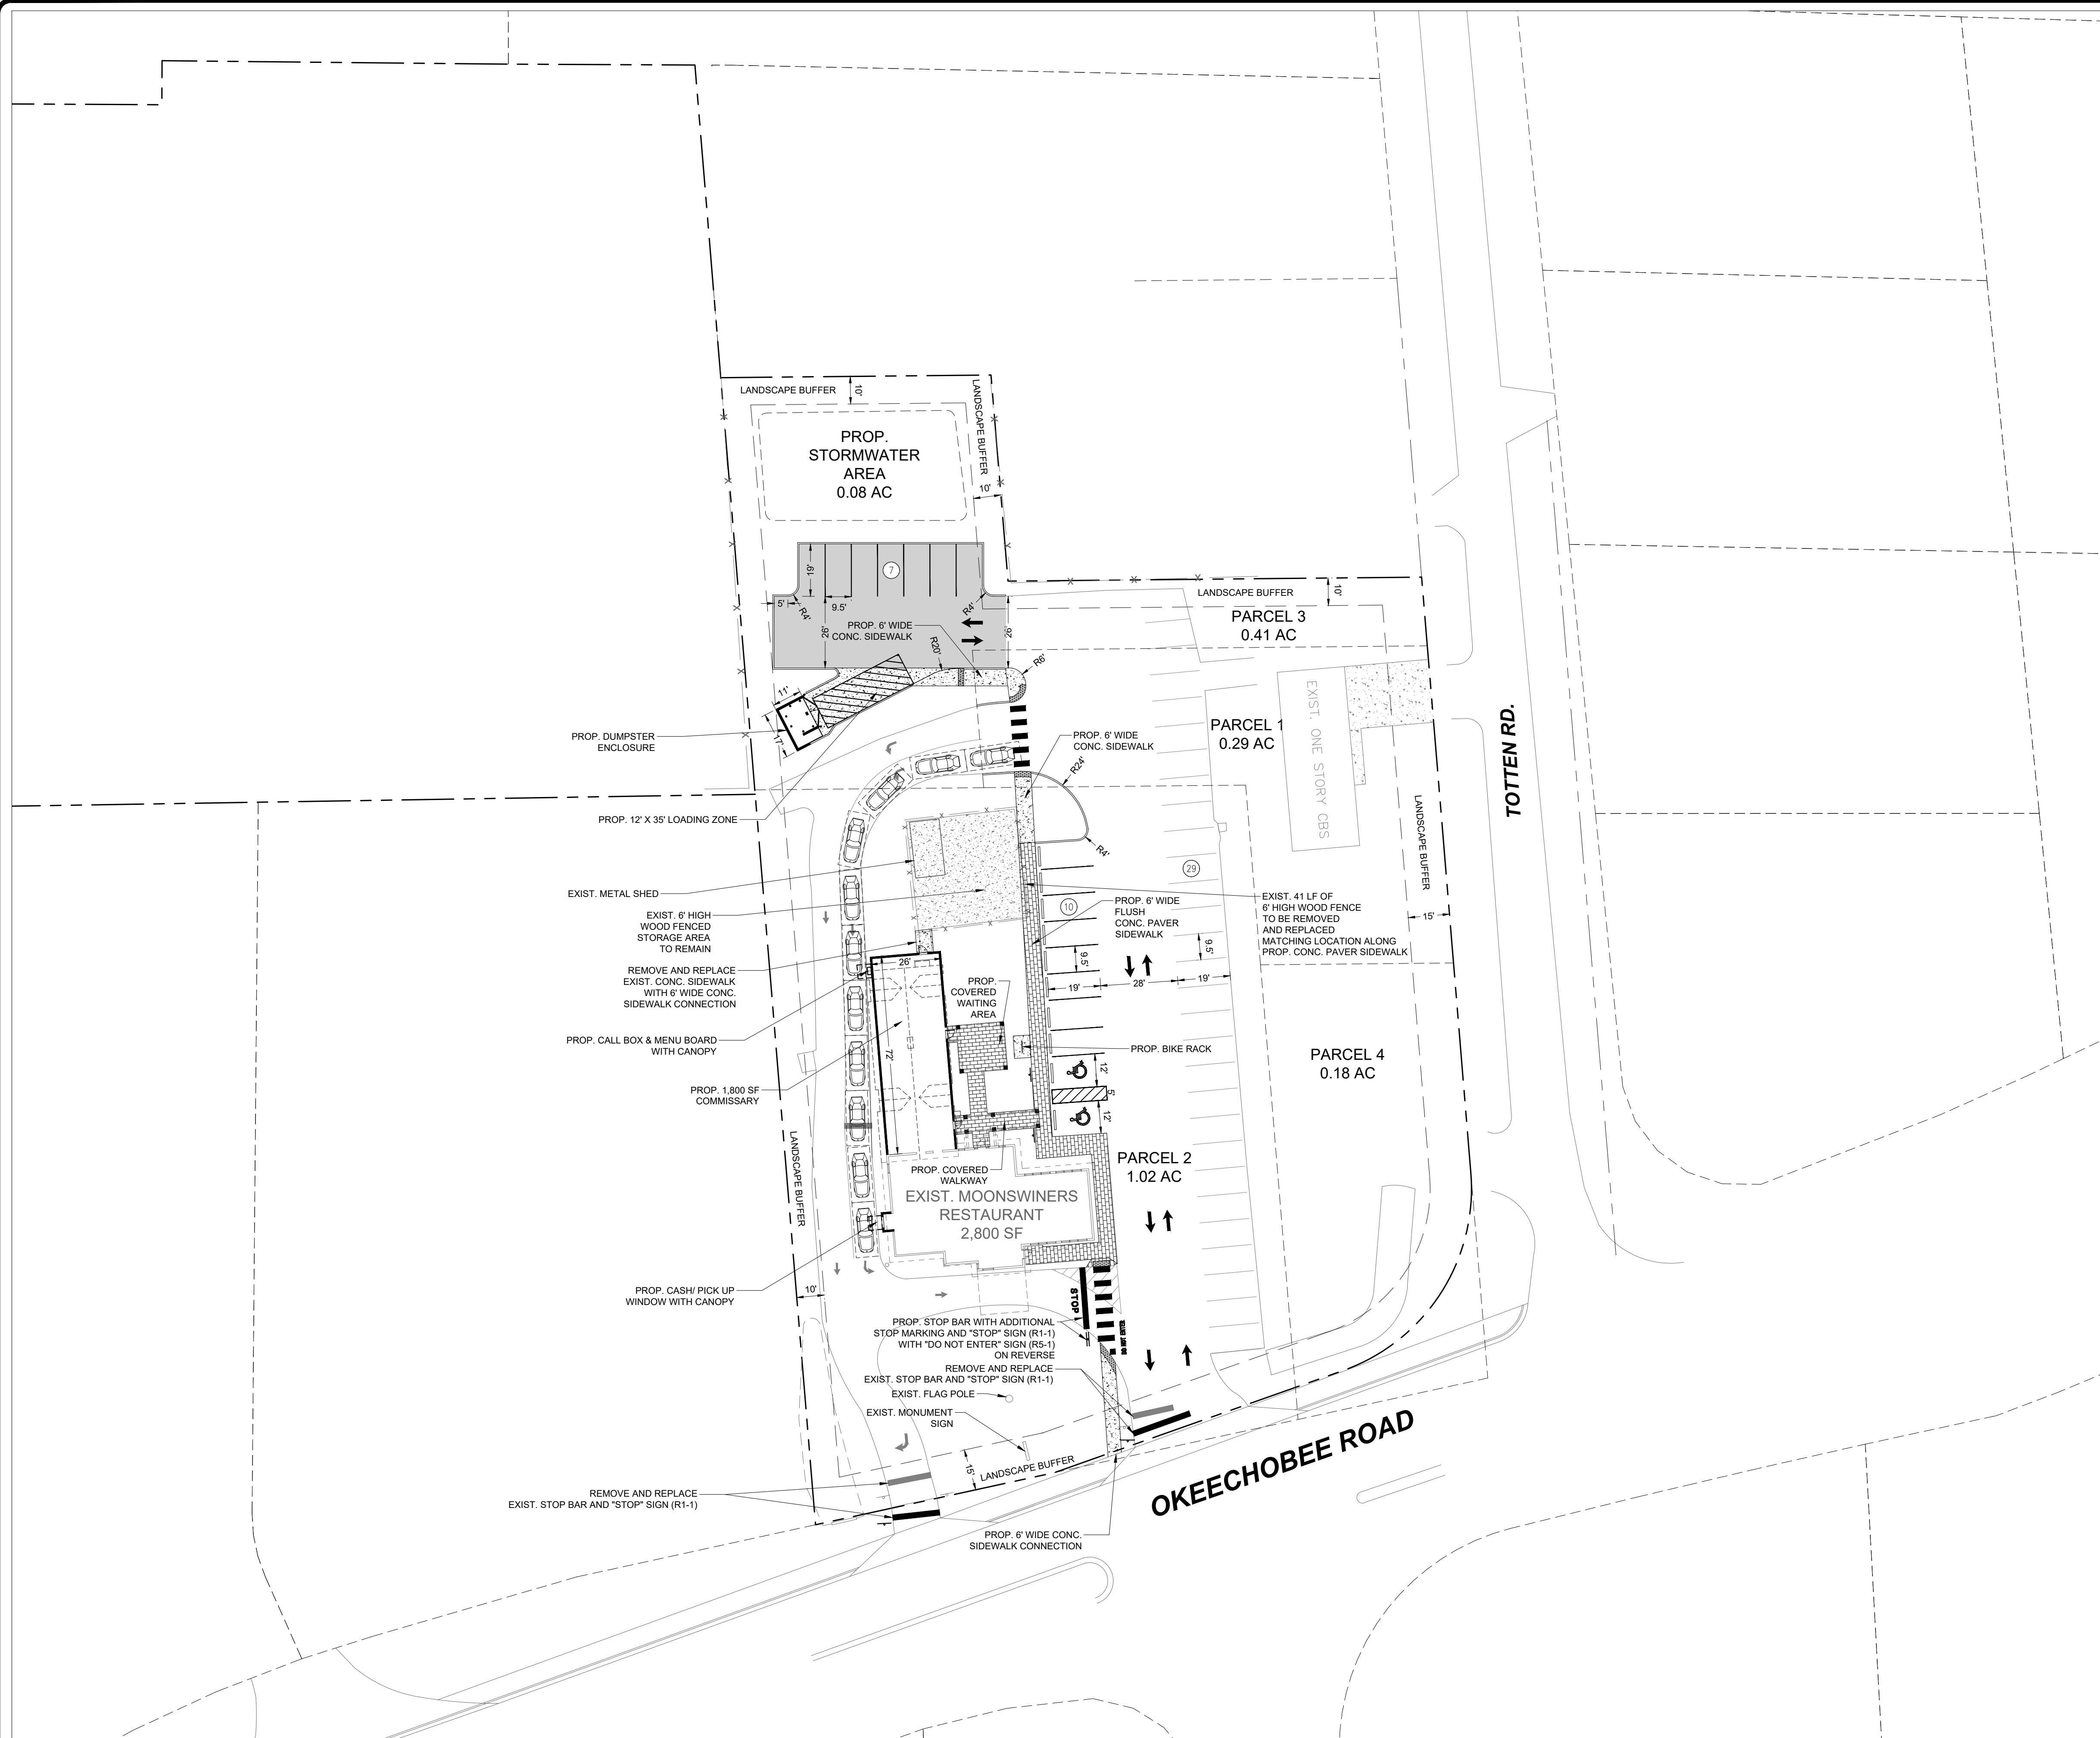 LANDSCAPE BUFFER
10'
LANDSCAPE BUFFER
PROP.
STORMWATER
AREA
0.08 AC
10'
19'
7
5'
R4'
9.5'
R4'
26'
26'
PROP. 6' WIDE
CONC. SIDEWALK
R20'
R6'
LANDSCAPE BUFFER
10'
PARCEL 3
0.41 AC
11'
17'
PROP. DUMPSTER
ENCLOSURE
PROP. 6' WIDE
CONC. SIDEWALK
R24'
PARCEL 1
0.29 AC
EXIST. ONE STORY CBS
TOTTEN RD.
PROP. 12' X 35' LOADING ZONE
R4'
LANDSCAPE BUFFER
29
EXIST. METAL SHED
EXIST. 6' HIGH
WOOD FENCED
STORAGE AREA
TO REMAIN
10
PROP. 6' WIDE
FLUSH
CONC. PAVER
SIDEWALK
EXIST. 41 LF OF
6' HIGH WOOD FENCE
TO BE REMOVED
AND REPLACED
MATCHING LOCATION ALONG
PROP. CONC. PAVER SIDEWALK
15'
REMOVE AND REPLACE
EXIST. CONC. SIDEWALK
WITH 6' WIDE CONC.
SIDEWALK CONNECTION
26'
9.5'
9.5'
PROP.
COVERED
WAITING
AREA
19'
28'
19'
PROP. CALL BOX & MENU BOARD
WITH CANOPY
72'
PROP. BIKE RACK
PARCEL 4
0.18 AC
PROP. 1,800 SF
COMMISSARY
12'
5'
12'
LANDSCAPE BUFFER
PROP. COVERED
WALKWAY
PARCEL 2
1.02 AC
EXIST. MOONSWINERS
RESTAURANT
2,800 SF
PROP. CASH/ PICK UP
WINDOW WITH CANOPY
10'
STOP
PROP. STOP BAR WITH ADDITIONAL
STOP MARKING AND "STOP" SIGN (R1-1)
WITH "DO NOT ENTER" SIGN (R5-1)
ON REVERSE
REMOVE AND REPLACE
EXIST. STOP BAR AND "STOP" SIGN (R1-1)
EXIST. FLAG POLE
EXIST. MONUMENT
SIGN
15'
LANDSCAPE BUFFER
OKEECHOBEE ROAD
REMOVE AND REPLACE
EXIST. STOP BAR AND "STOP" SIGN (R1-1)
PROP. 6' WIDE CONC.
SIDEWALK CONNECTION